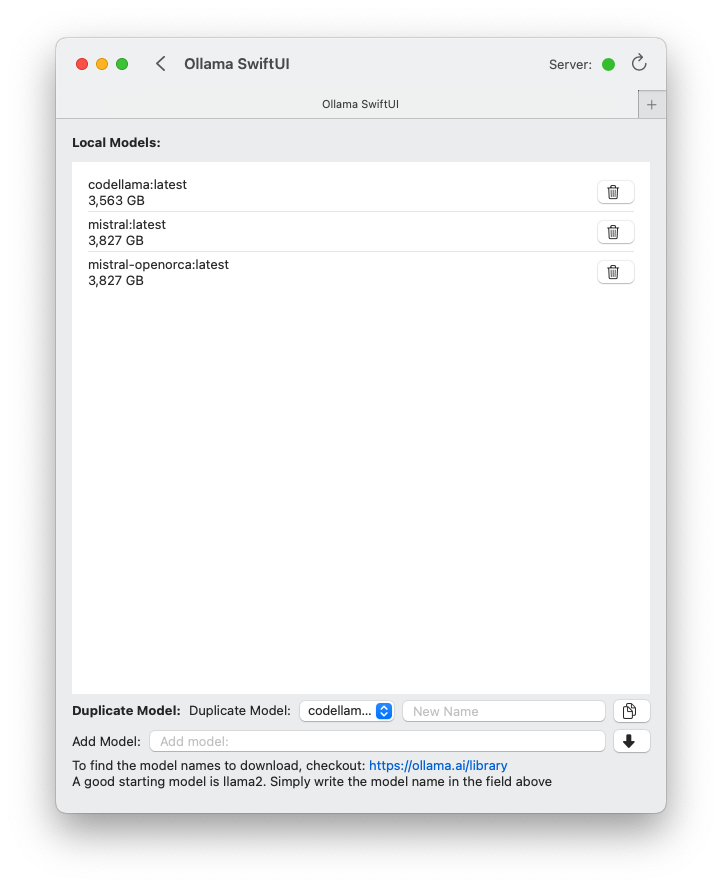 Ollama SwiftUI
Server:
Ollama SwiftUI
Local Models:
codellama:latest
3,563 GB
mistral:latest
3,827 GB
mistral-openorca:latest
3,827 GB
Duplicate Model: Duplicate Model: codellam... New Name
Add Model: Add model:
To find the model names to download, checkout: https://ollama.ai/library
A good starting model is llama2. Simply write the model name in the field above